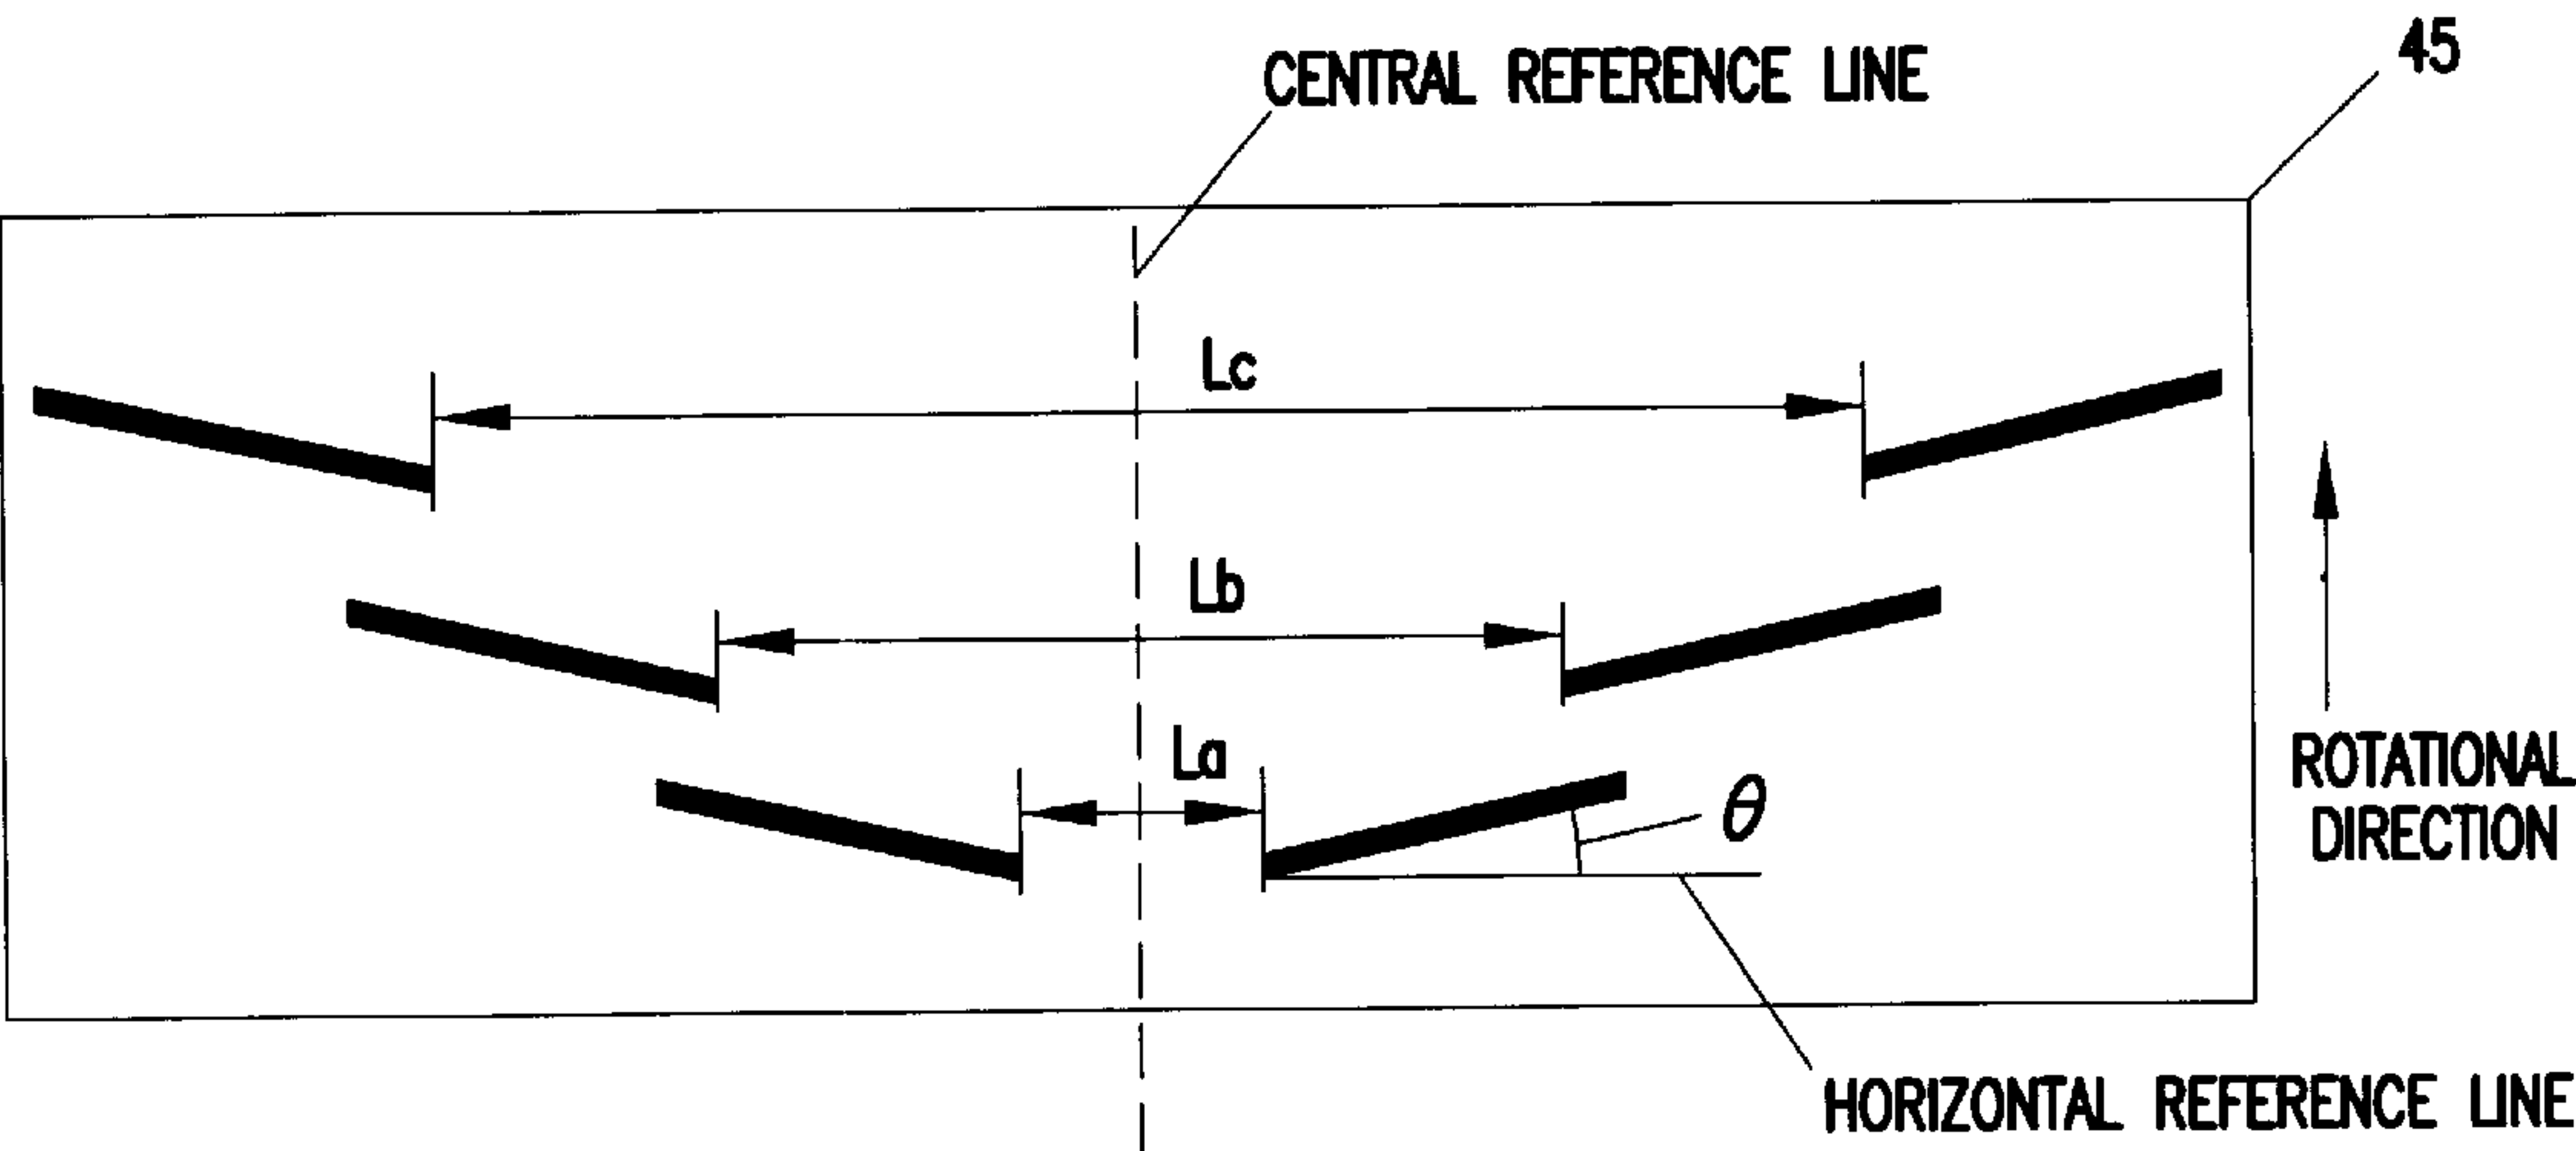 45
CENTRAL REFERENCE LINE
Lc
Lb
La
θ
ROTATIONAL
DIRECTION
HORIZONTAL REFERENCE LINE